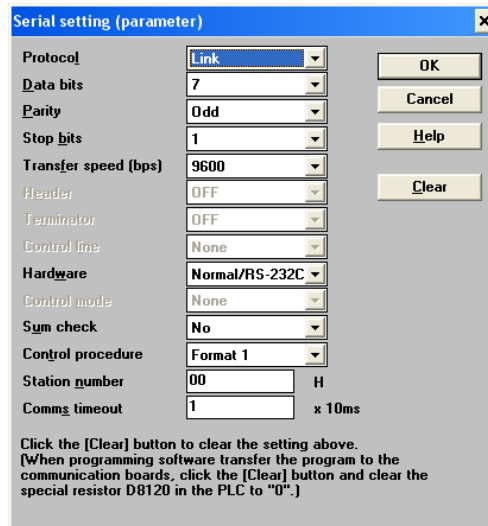 Serial setting (parameter)
Protocol Link
Data bits 7
Parity Odd
Stop bits 1
Transfer speed (bps) 9600
Header OFF
Terminator OFF
Control line None
Hardware Normal/RS-232C
Control mode None
Sum check No
Control procedure Format 1
Station number 00 H
Comms timeout 1 x 10ms
OK
Cancel
Help
Clear
Click the [Clear] button to clear the setting above.
(When programming software transfer the program to the
communication boards, click the [Clear] button and clear the
special resistor D8120 in the PLC to "0".)